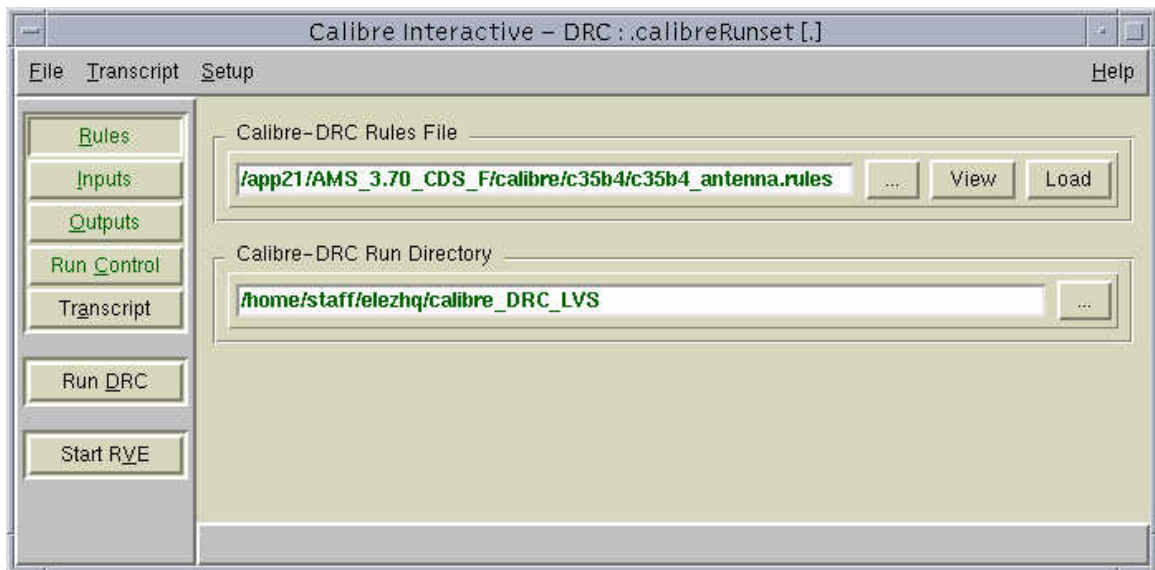 Calibre Interactive – DRC : .calibreRunset [.]
File Transcript Setup Help
Rules
Inputs
Outputs
Run Control
Transcript
Run DRC
Start RVE
Calibre-DRC Rules File
/app21/AMS_3.70_CDS_F/calibre/c35b4/c35b4_antenna.rules ... View Load
Calibre-DRC Run Directory
/home/staff/elezhq/calibre_DRC_LVS ...